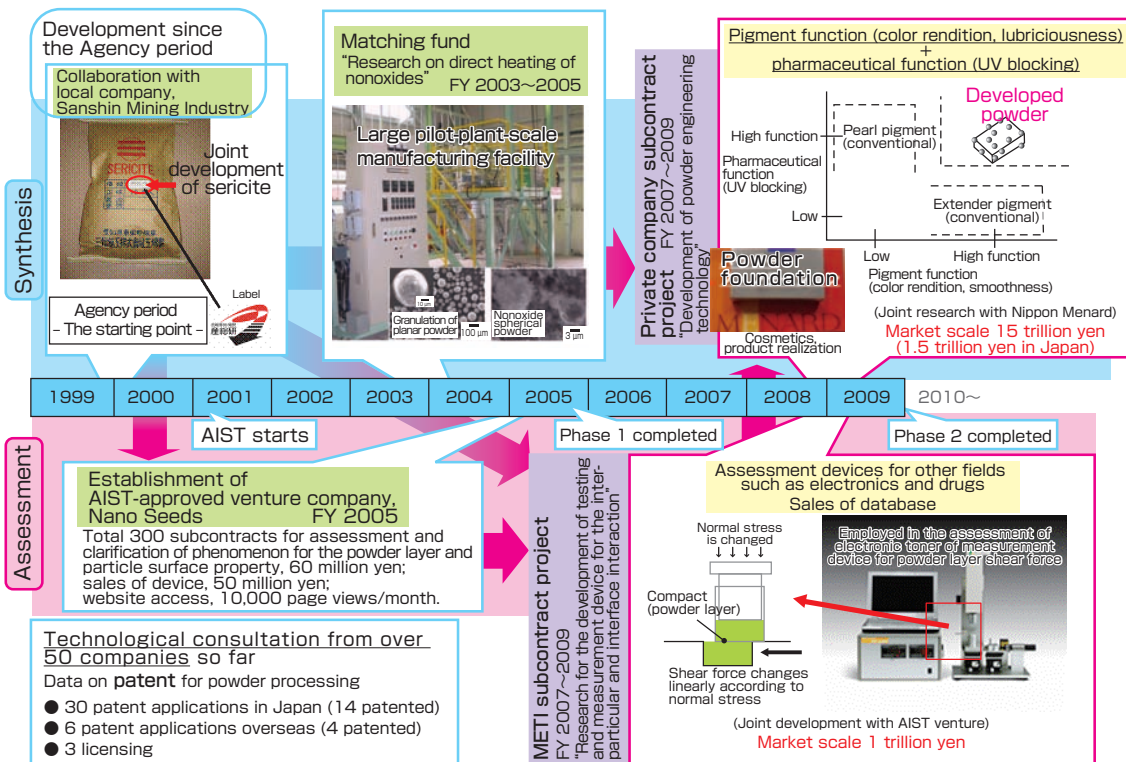 Development since
the Agency period
Collaboration with
local company,
Sanshin Mining Industry
SERICITE
Joint
development
of sericite
Agency period
– The starting point –
Label
産総研
Matching fund
“Research on direct heating of
nonoxides” FY 2003～2005
Large pilot-plant-scale
manufacturing facility
10 μm
Granulation of
planar powder
100 μm
Nonoxide
spherical
powder
3 μm
Private company subcontract
project FY 2007～2009
“Development of powder engineering
technology”
Pigment function (color rendition, lubriciousness)
+
pharmaceutical function (UV blocking)
Developed
powder
High function
Pearl pigment
(conventional)
Pharmaceutical
function
(UV blocking)
Low
Extender pigment
(conventional)
Low
High function
Pigment function
(color rendition, smoothness)
Powder
foundation
Cosmetics,
product realization
(Joint research with Nippon Menard)
Market scale 15 trillion yen
(1.5 trillion yen in Japan)
Synthesis
1999 2000 2001 2002 2003 2004 2005 2006 2007 2008 2009 2010～
AIST starts
Phase 1 completed
Phase 2 completed
Assessment
Establishment of
AIST-approved venture company,
Nano Seeds FY 2005
Total 300 subcontracts for assessment and
clarification of phenomenon for the powder layer and
particle surface property, 60 million yen;
sales of device, 50 million yen;
website access, 10,000 page views/month.
Technological consultation from over
50 companies so far
Data on patent for powder processing
● 30 patent applications in Japan (14 patented)
● 6 patent applications overseas (4 patented)
● 3 licensing
METI subcontract project
FY 2007～2009
“Research for the development of testing
and measurement device for the inter-
particular and interface interaction”
Assessment devices for other fields
such as electronics and drugs
Sales of database
Normal stress
is changed
Compact
(powder layer)
Shear force changes
linearly according to
normal stress
Employed in the assessment of
electronic toner of measurement
device for powder layer shear force
(Joint development with AIST venture)
Market scale 1 trillion yen